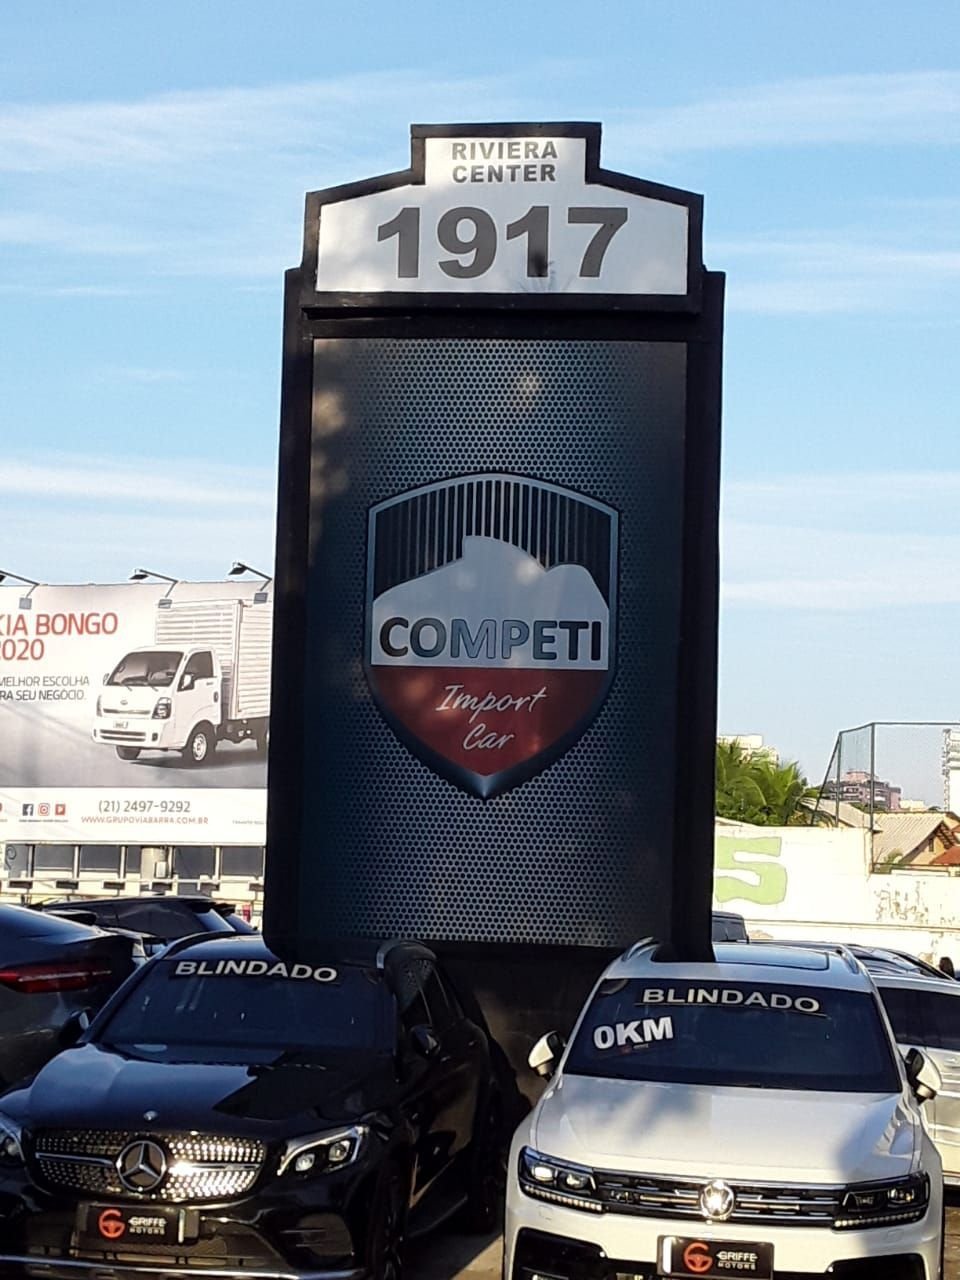 RIVIERA
CENTER
1917
COMPETI
Import
Car
KIA BONGO
2020
MELHOR ESCOLHA
RA SEU NEGÓCIO.
(21) 2497-9292
WWW.GRUPOVIABARRA.COM.BR
S
BLINDADO
BLINDADO
0KM
GRIFFE
MOTORS
GRIFFE
MOTORS